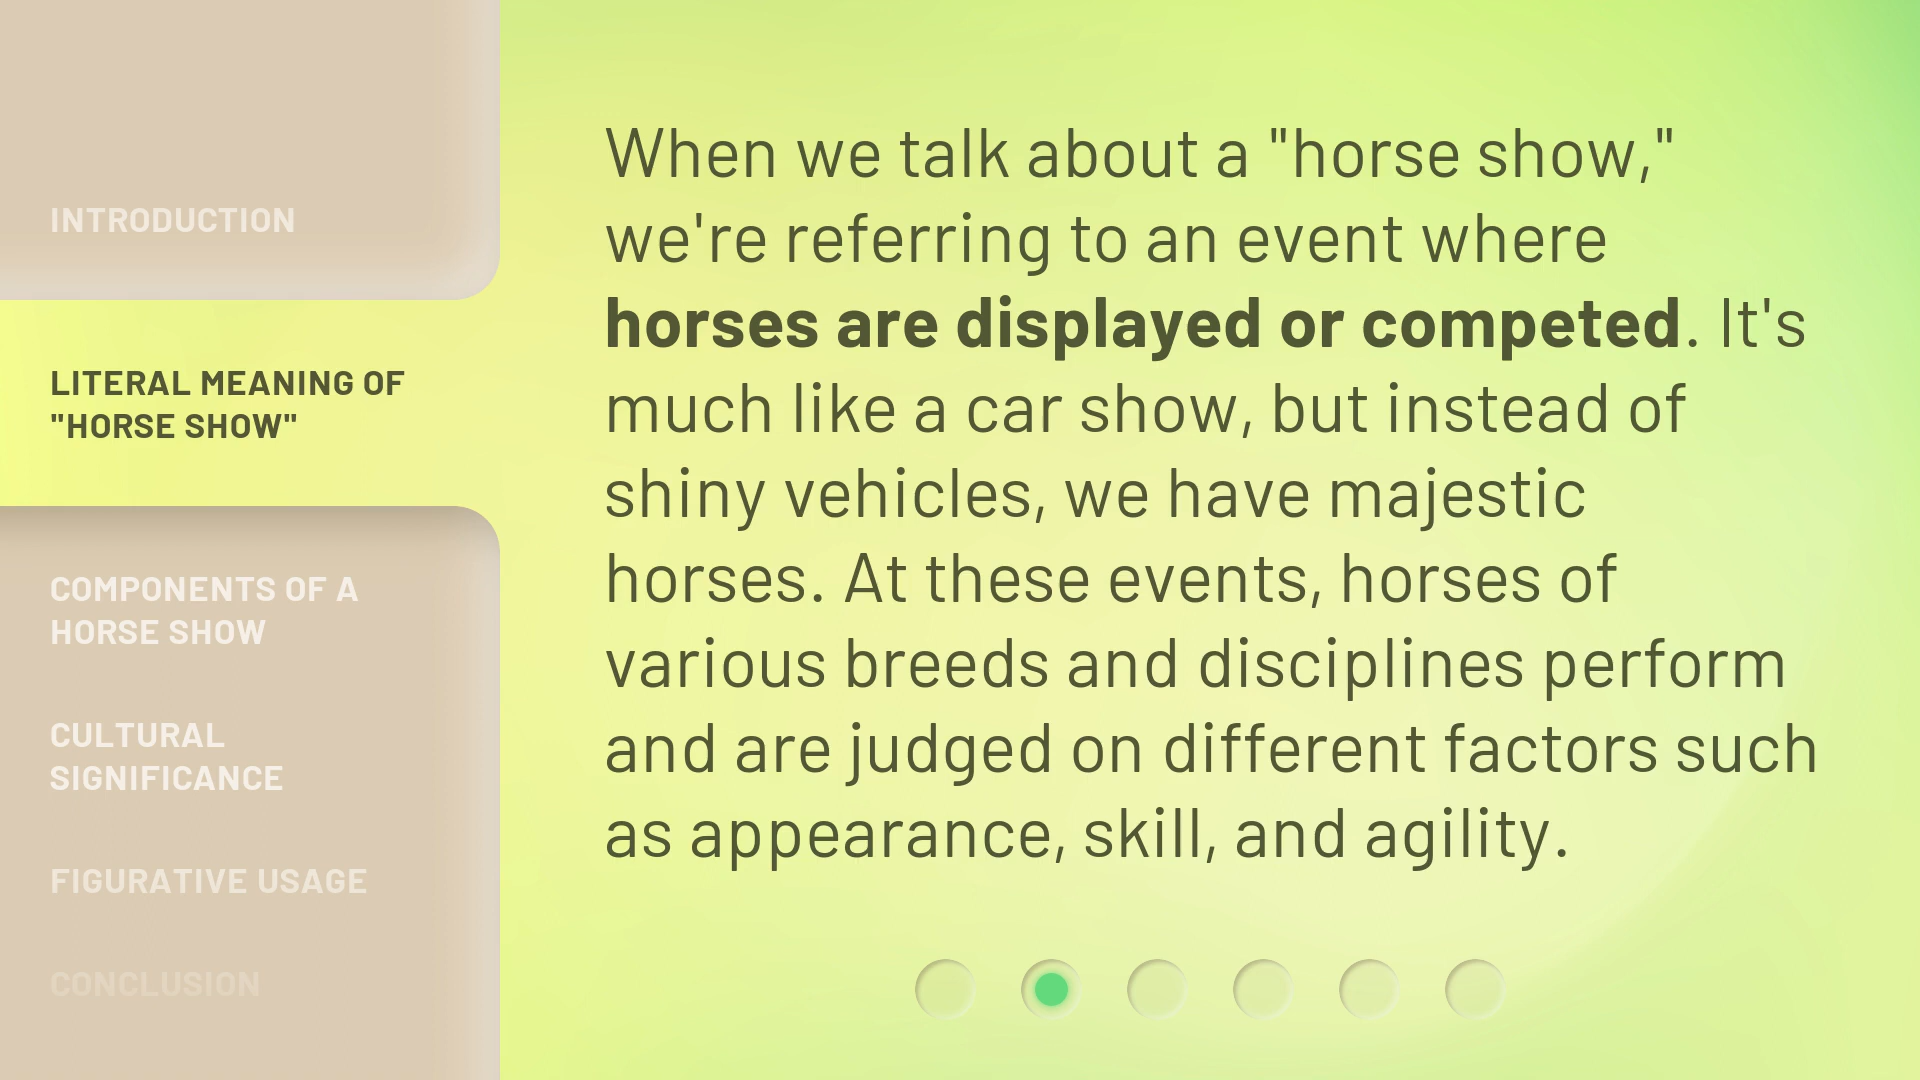 INTRODUCTION
LITERAL MEANING OF
"HORSE SHOW"
COMPONENTS OF A
HORSE SHOW
CULTURAL
SIGNIFICANCE
FIGURATIVE USAGE
CONCLUSION
When we talk about a "horse show,"
we're referring to an event where
horses are displayed or competed. It's
much like a car show, but instead of
shiny vehicles, we have majestic
horses. At these events, horses of
various breeds and disciplines perform
and are judged on different factors such
as appearance, skill, and agility.